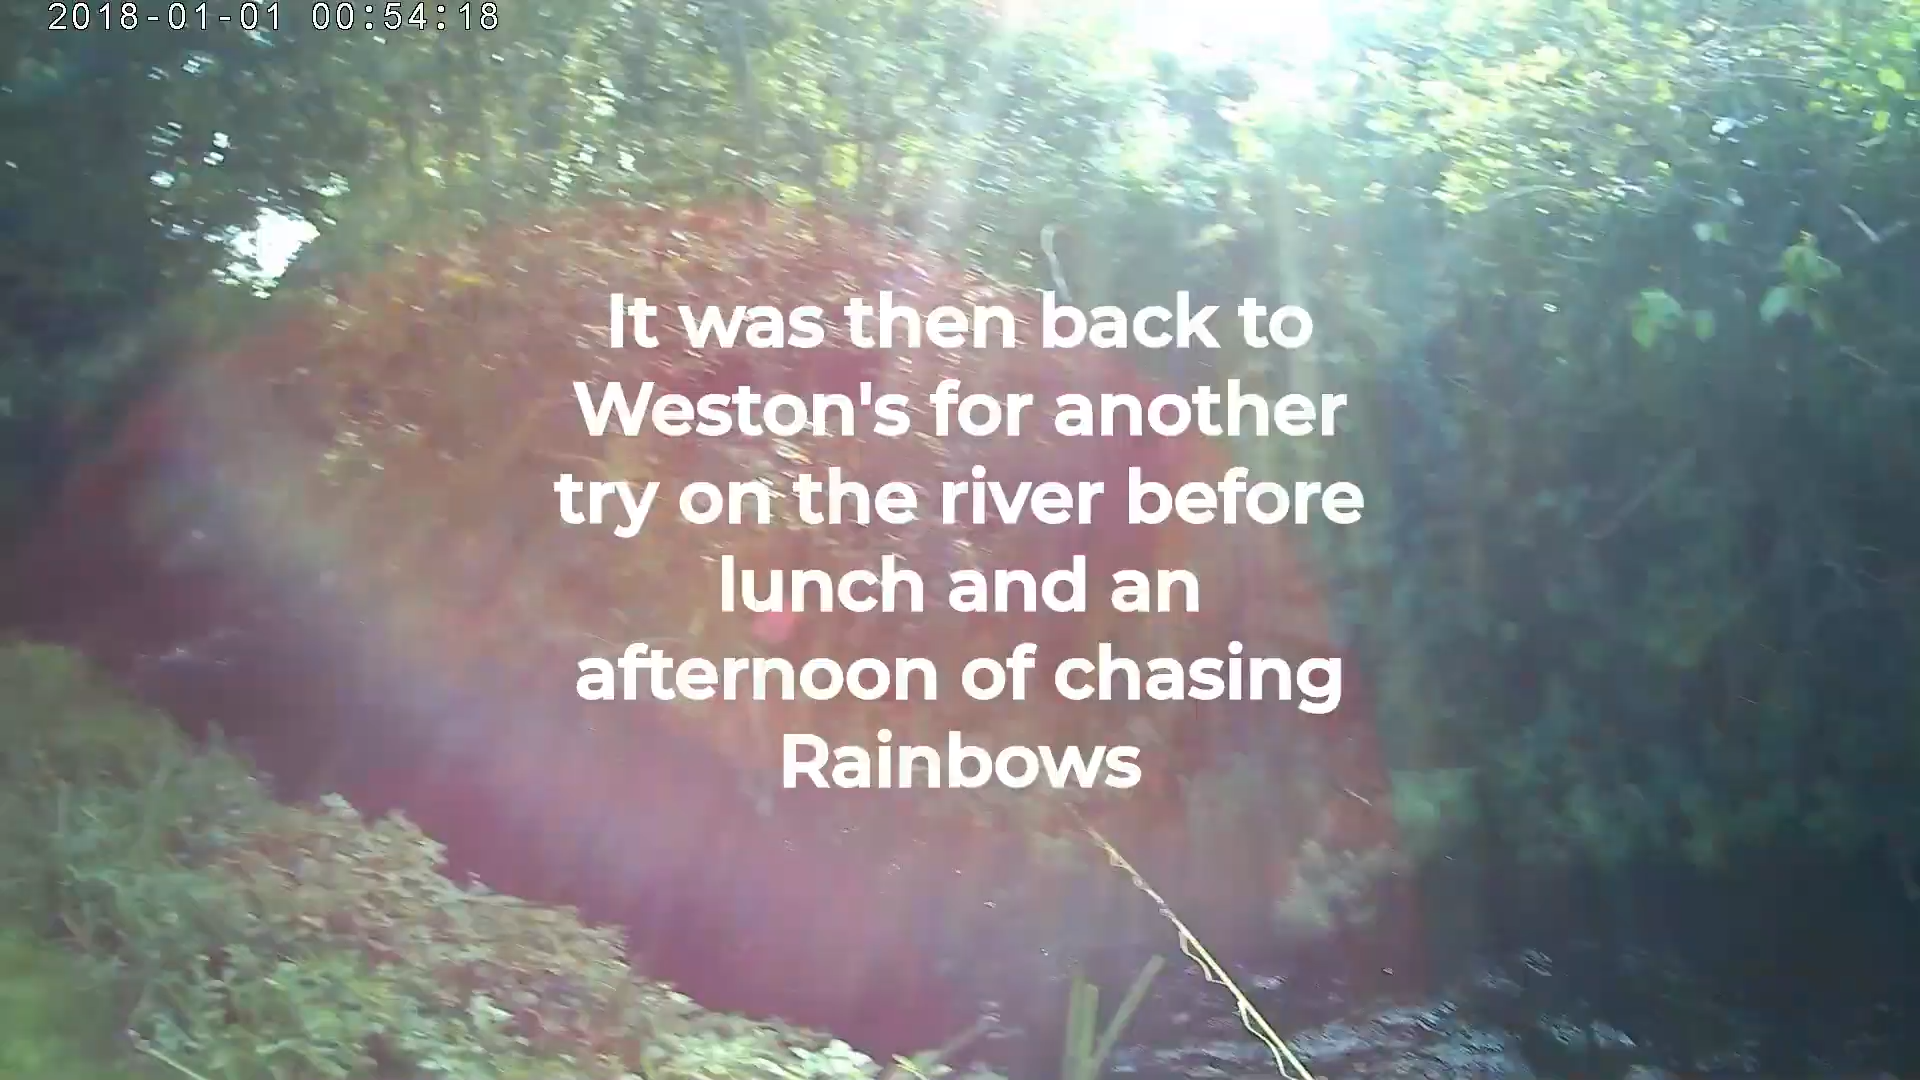 2018-01-01 00:54:18
It was then back to
Weston's for another
try on the river before
lunch and an
afternoon of chasing
Rainbows